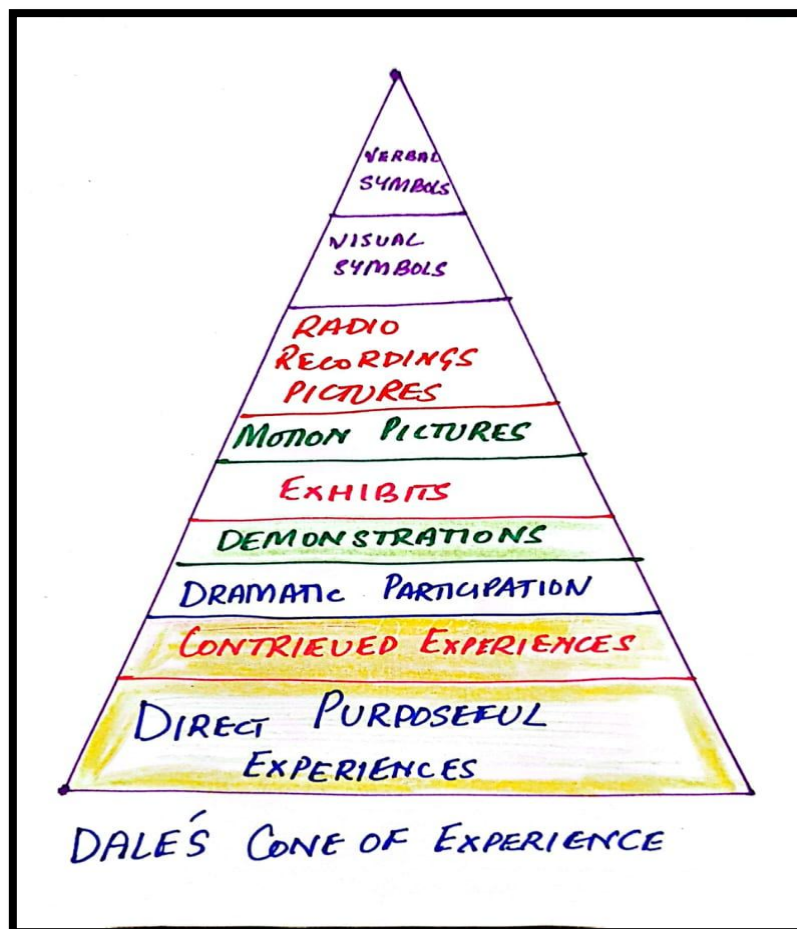 VERBAL
SYMBOLS
VISUAL
SYMBOLS
RADIO
RECORDINGS
PICTURES
MOTION PICTURES
EXHIBITS
DEMONSTRATIONS
DRAMATIC PARTICIPATION
CONTRIEVED EXPERIENCES
DIRECT PURPOSEFUL
EXPERIENCES
DALE'S CONE OF EXPERIENCE